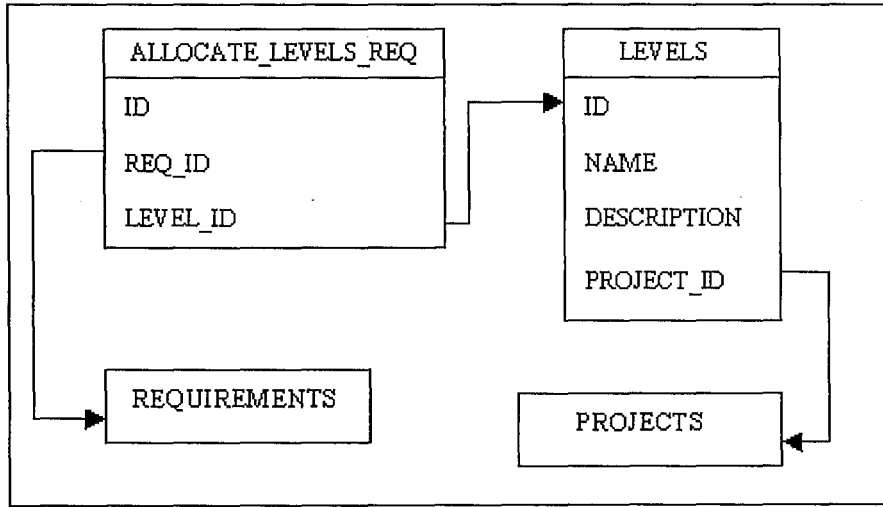 ALLOCATE_LEVELS_REQ
ID
REQ_ID
LEVEL_ID
LEVELS
ID
NAME
DESCRIPTION
PROJECT_ID
REQUIREMENTS
PROJECTS